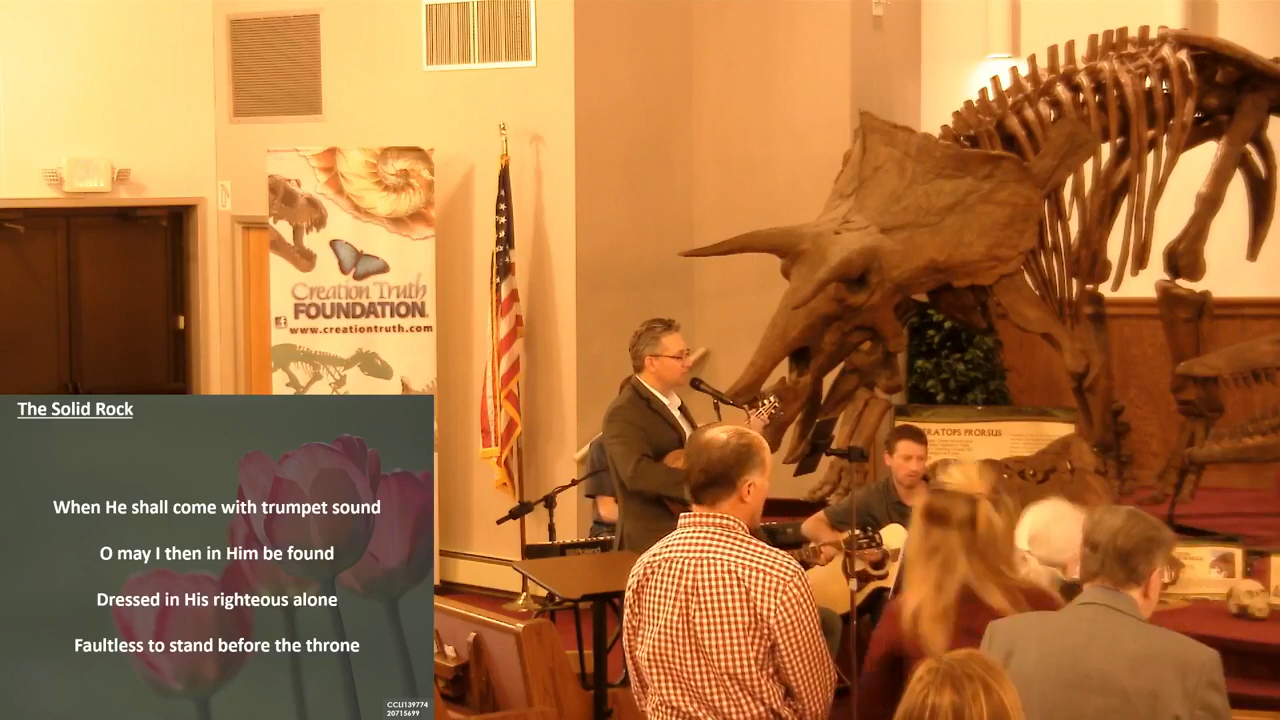 Creation Truth
FOUNDATION
www.creationtruth.com
The Solid Rock
When He shall come with trumpet sound
O may I then in Him be found
Dressed in His righteous alone
Faultless to stand before the throne
CCLI139774
20715699
ERATOPS PRORSUS